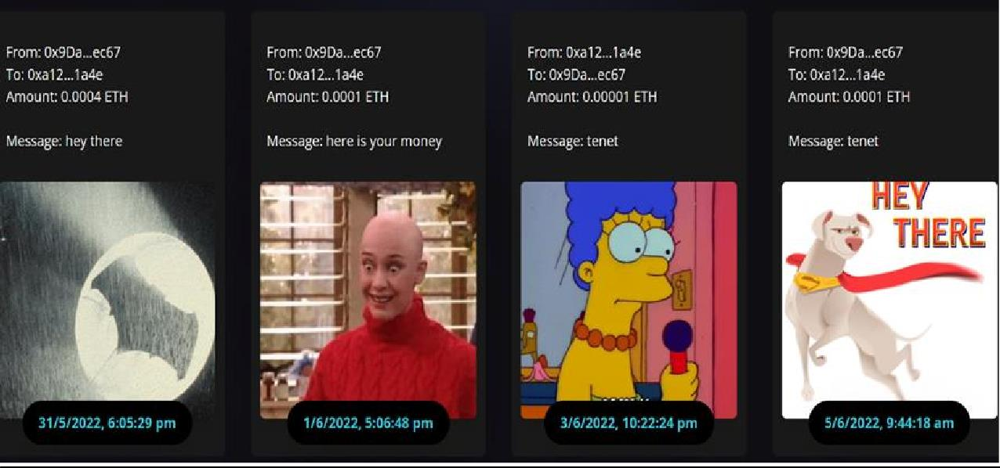 From: 0x9Da...ec67
To: 0xa12...1a4e
Amount: 0.0004 ETH
Message: hey there
31/5/2022, 6:05:29 pm
From: 0x9Da...ec67
To: 0xa12...1a4e
Amount: 0.0001 ETH
Message: here is your money
1/6/2022, 5:06:48 pm
From: 0xa12...1a4e
To: 0x9Da...ec67
Amount: 0.00001 ETH
Message: tenet
3/6/2022, 10:22:24 pm
From: 0x9Da...ec67
To: 0xa12...1a4e
Amount: 0.0001 ETH
Message: tenet
HEY
THERE
5/6/2022, 9:44:18 am